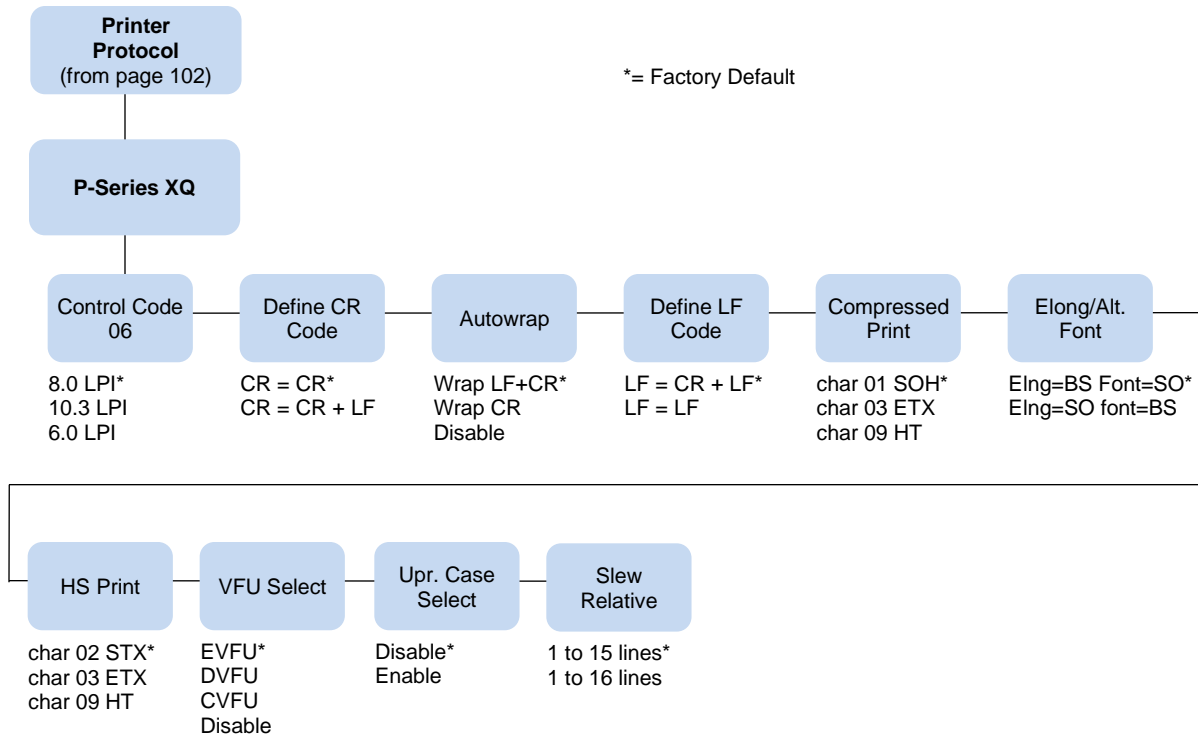 Printer
Protocol
(from page 102)
*= Factory Default
P-Series XQ
Control Code
06
8.0 LPI*
10.3 LPI
6.0 LPI
Define CR
Code
CR = CR*
CR = CR + LF
Autowrap
Wrap LF+CR*
Wrap CR
Disable
Define LF
Code
LF = CR + LF*
LF = LF
Compressed
Print
char 01 SOH*
char 03 ETX
char 09 HT
Elong/Alt.
Font
Elng=BS Font=SO*
Elng=SO font=BS
HS Print
char 02 STX*
char 03 ETX
char 09 HT
VFU Select
EVFU*
DVFU
CVFU
Disable
Upr. Case
Select
Disable*
Enable
Slew
Relative
1 to 15 lines*
1 to 16 lines